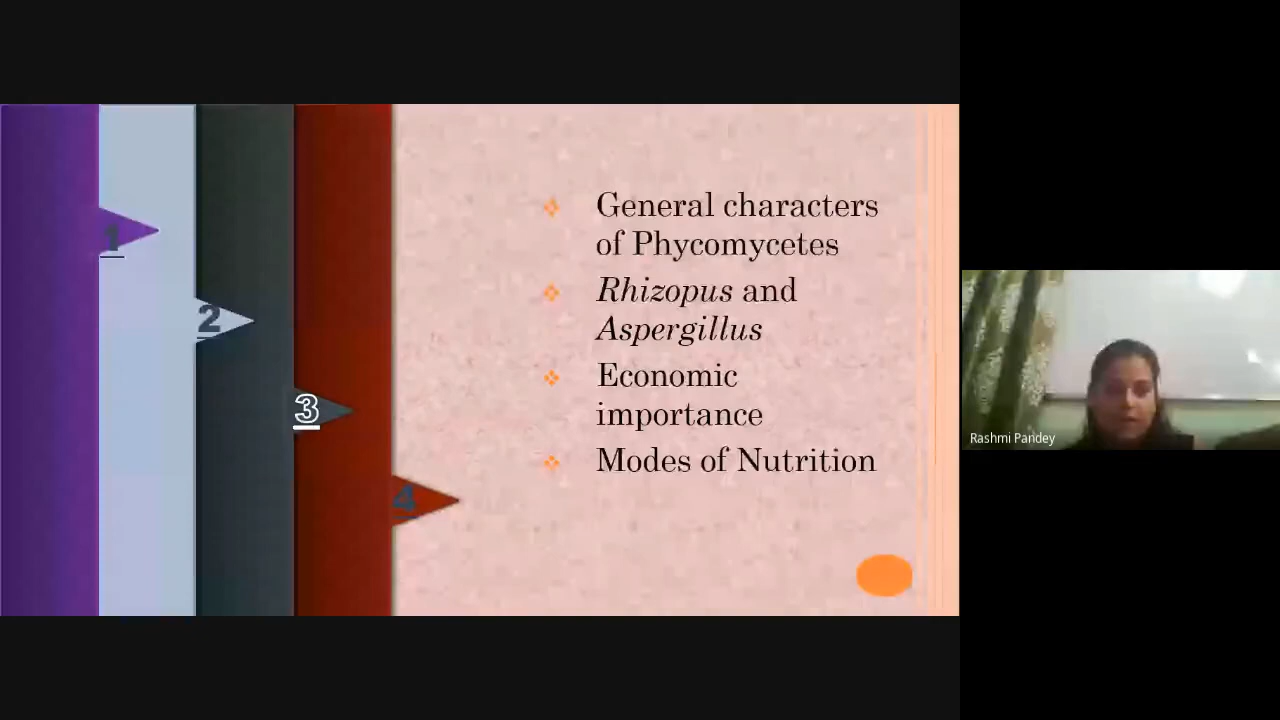 1
2
3
4
General characters
of Phycomycetes
Rhizopus and
Aspergillus
Economic
importance
Modes of Nutrition
Rashmi Pandey